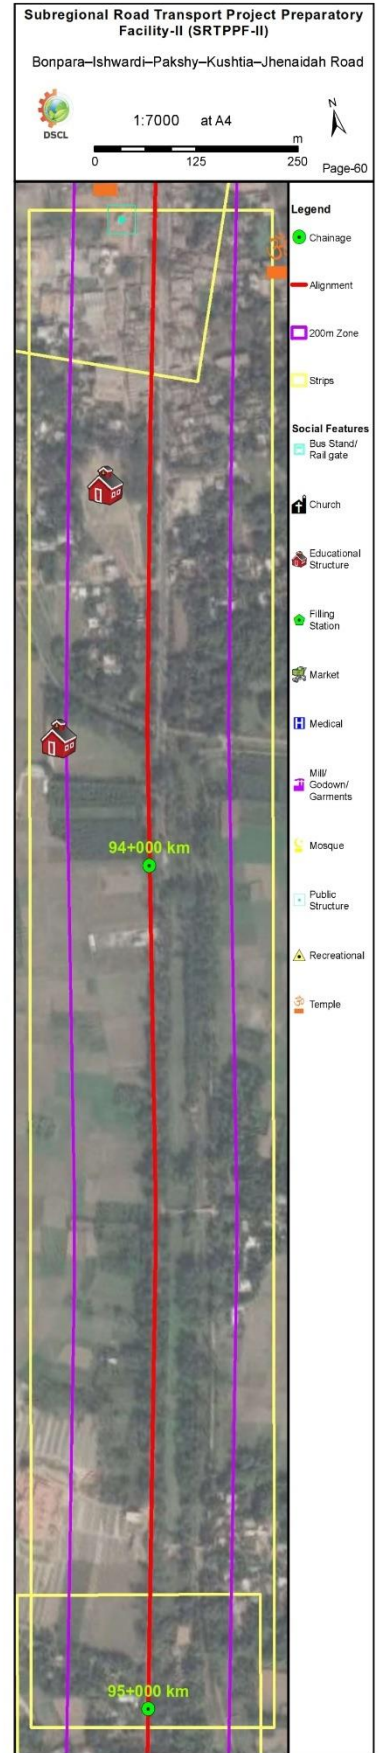 Subregional Road Transport Project Preparatory
Facility-II (SRTPPF-II)
Bonpara–Ishwardi–Pakshy–Kushtia–Jhenaidah Road
DSCL
1:7000 at A4
N
m
0 125 250
Page-60
Legend
Chainage
Alignment
200m Zone
Strips
Social Features
Bus Stand/
Rail gate
Church
Educational
Structure
Filling
Station
Market
H Medical
Mill/
Godown/
Garments
Mosque
Public
Structure
Recreational
ॐ Temple
ॐ
94+000 km
95+000 km